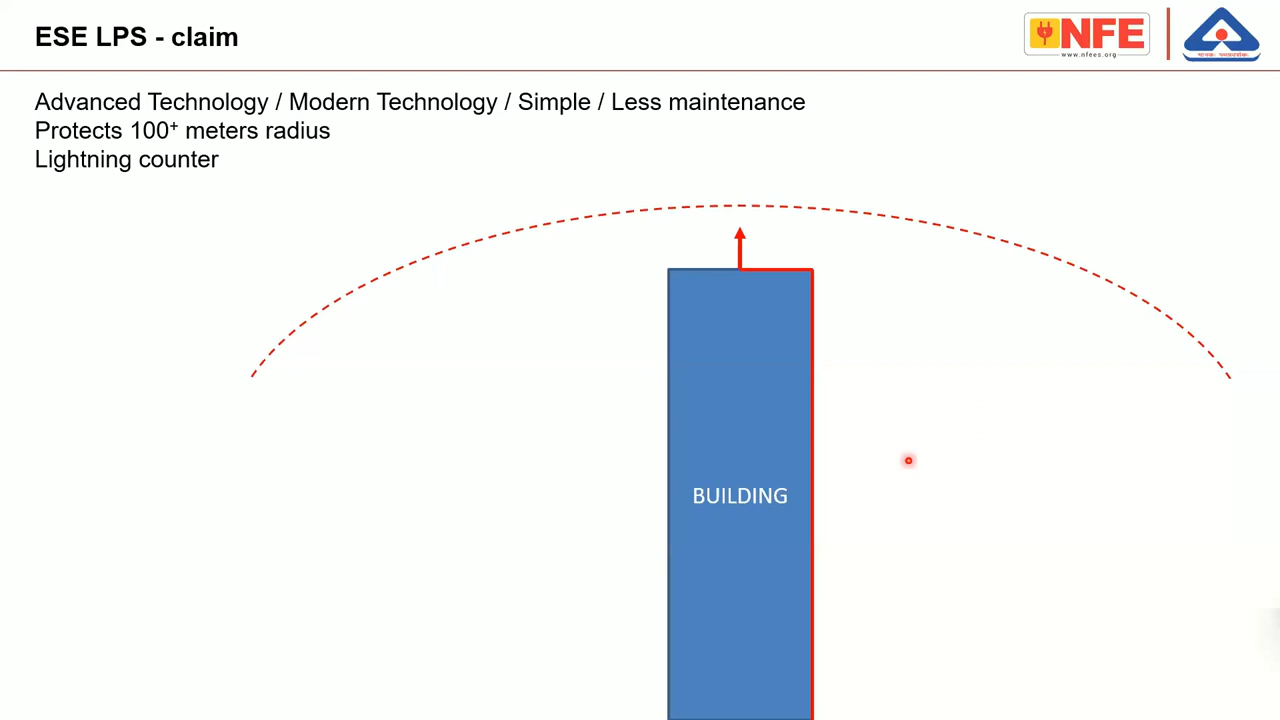 ESE LPS - claim
NFE
www.nfees.org
Advanced Technology / Modern Technology / Simple / Less maintenance
Protects 100⁺ meters radius
Lightning counter
BUILDING